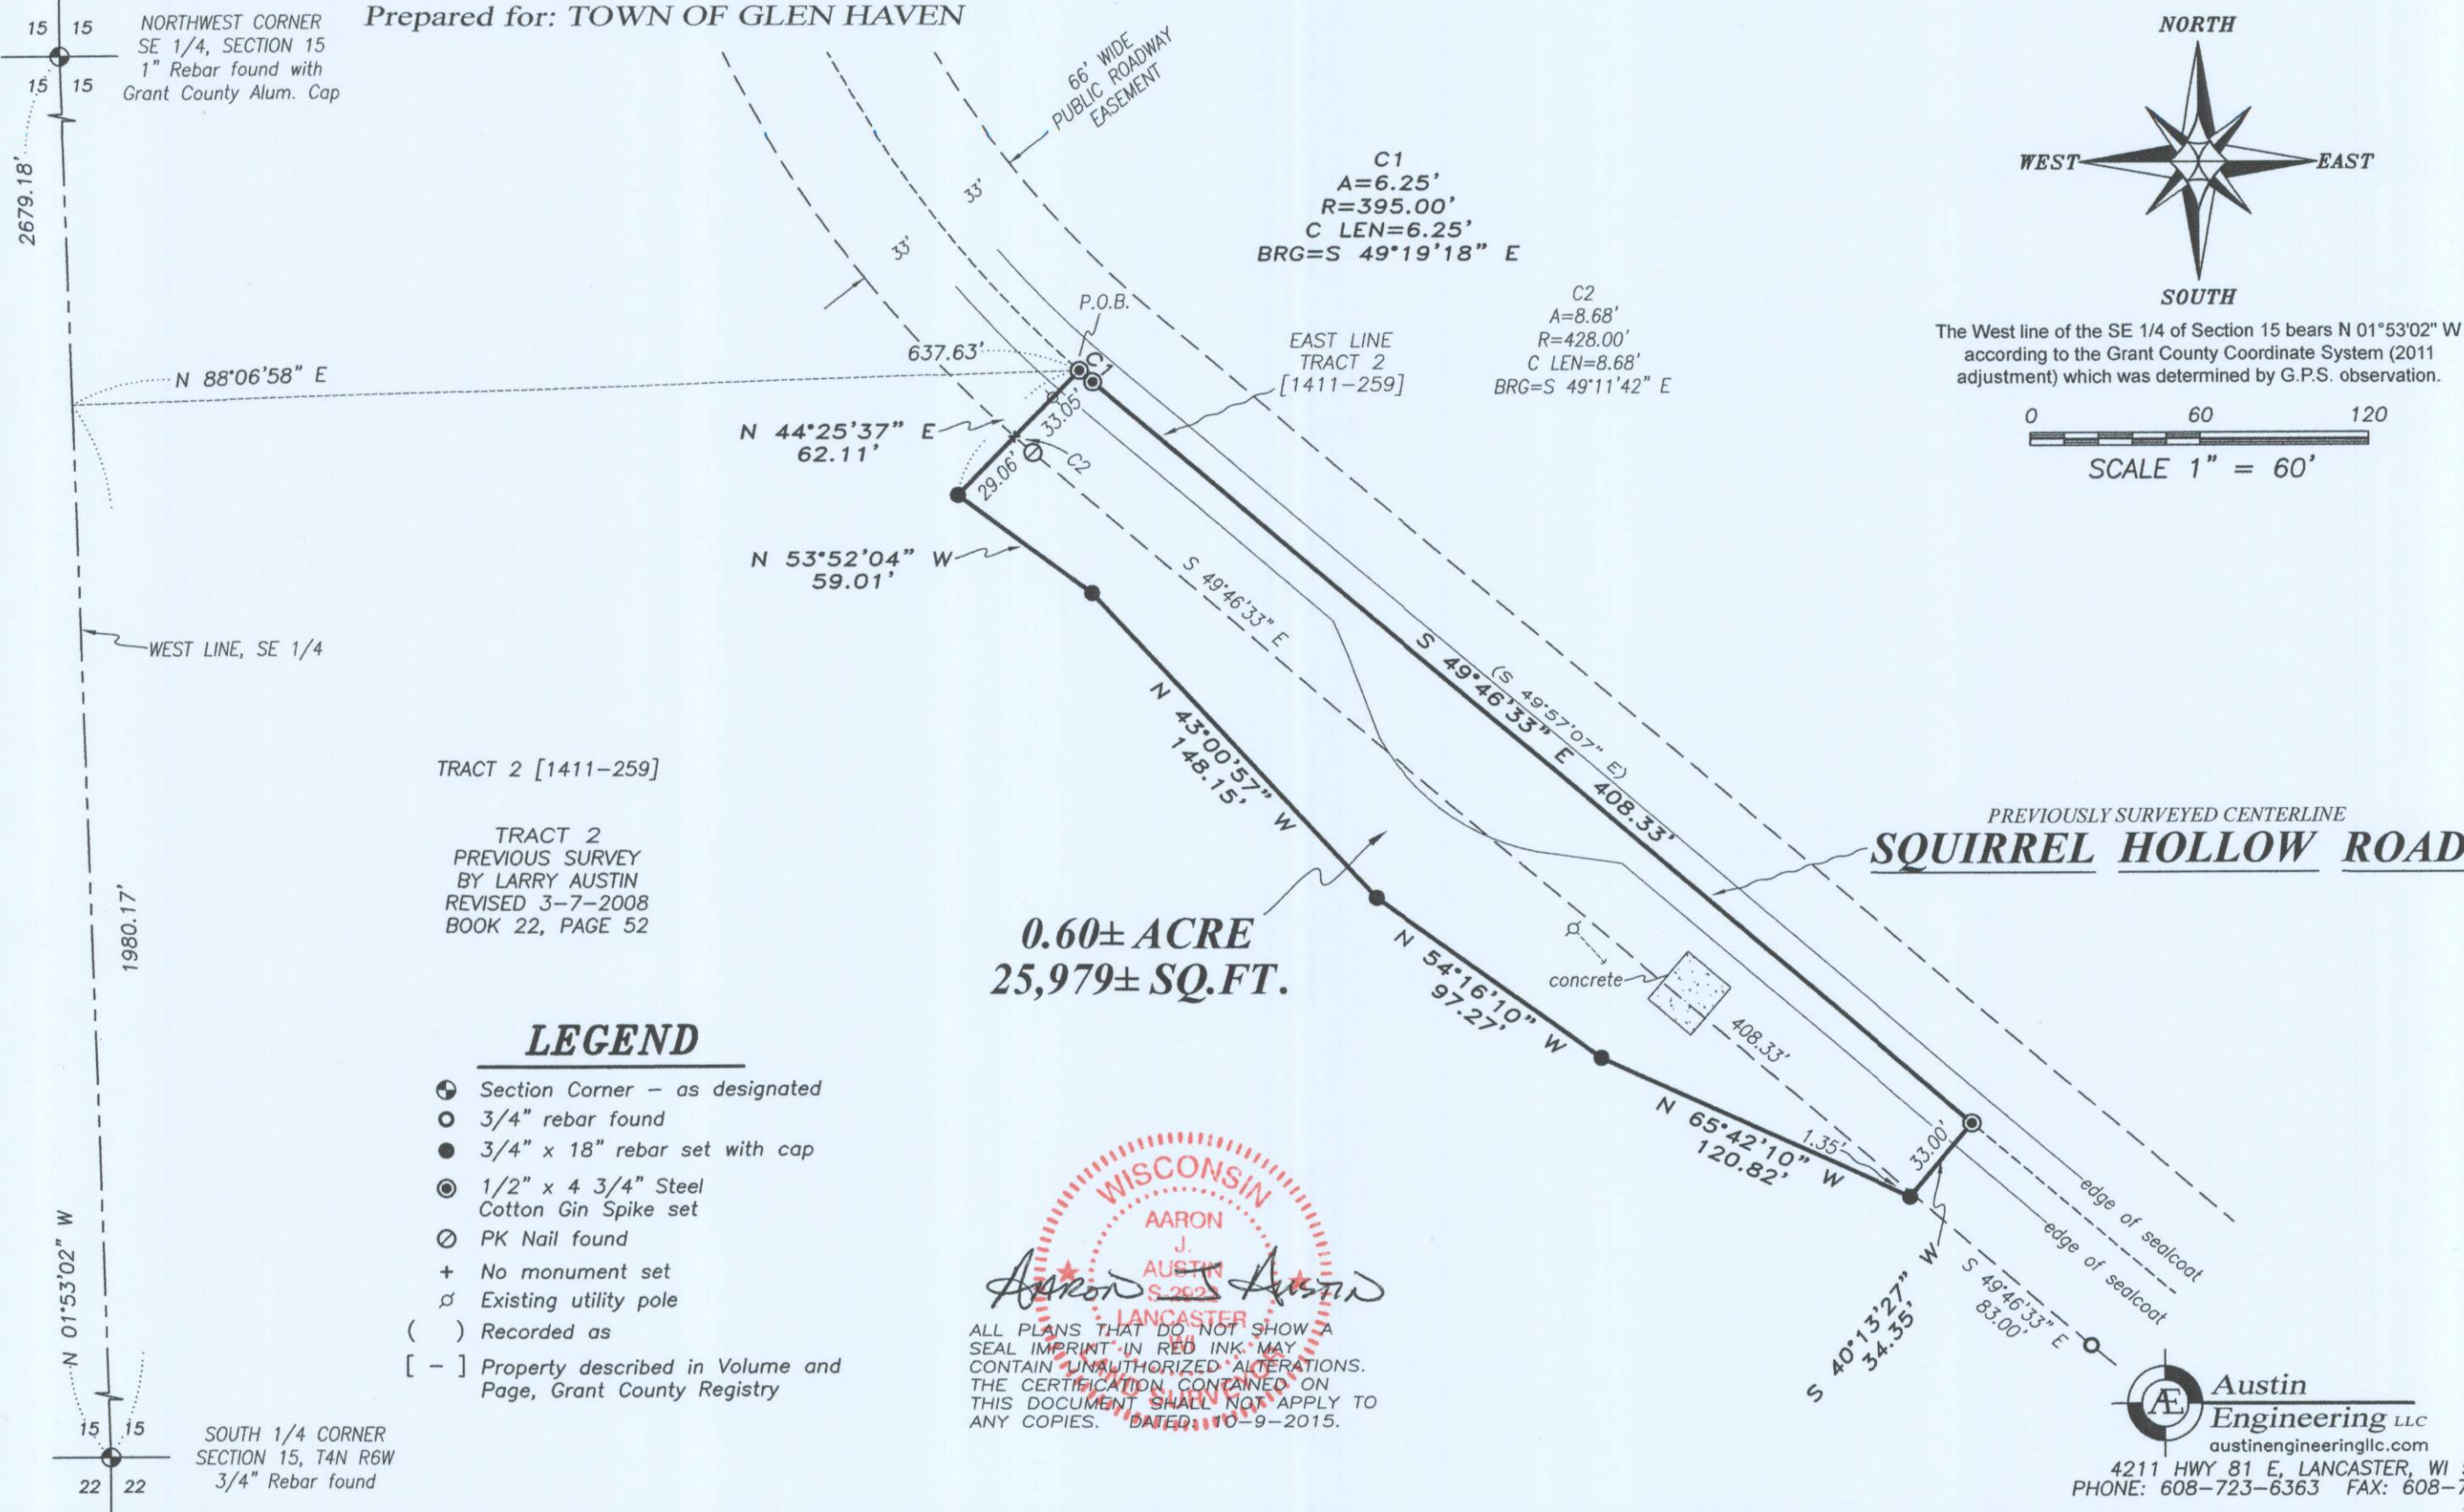 Prepared for: TOWN OF GLEN HAVEN
15 15
15 15
NORTHWEST CORNER
SE 1/4, SECTION 15
1" Rebar found with
Grant County Alum. Cap
2679.18'
66' WIDE
PUBLIC ROADWAY
EASEMENT
33'
33'
C1
A=6.25'
R=395.00'
C LEN=6.25'
BRG=S 49°19'18" E
C2
A=8.68'
R=428.00'
C LEN=8.68'
BRG=S 49°11'42" E
NORTH
WEST
EAST
SOUTH
The West line of the SE 1/4 of Section 15 bears N 01°53'02" W
according to the Grant County Coordinate System (2011
adjustment) which was determined by G.P.S. observation.
0 60 120
SCALE 1" = 60'
P.O.B.
637.63'
N 88°06'58" E
C1
EAST LINE
TRACT 2
[1411-259]
N 44°25'37" E
62.11'
33.05'
29.06'
C2
N 53°52'04" W
59.01'
S 49°46'33" E
WEST LINE, SE 1/4
N 43°00'57" W
148.15'
(S 49°57'07" E)
S 49°46'33" E 408.33'
TRACT 2 [1411-259]
TRACT 2
PREVIOUS SURVEY
BY LARRY AUSTIN
REVISED 3-7-2008
BOOK 22, PAGE 52
1980.17'
PREVIOUSLY SURVEYED CENTERLINE
SQUIRREL HOLLOW ROAD
0.60± ACRE
25,979± SQ.FT.
N 54°16'10" W
97.27'
concrete
408.33'
N 65°42'10" W
120.82'
1.35'
33.00'
edge of sealcoat
edge of sealcoat
S 40°13'27" W
34.35'
S 49°46'33" E
83.00'
LEGEND
Section Corner - as designated
3/4" rebar found
3/4" x 18" rebar set with cap
1/2" x 4 3/4" Steel
Cotton Gin Spike set
PK Nail found
+ No monument set
Existing utility pole
( ) Recorded as
[ - ] Property described in Volume and
Page, Grant County Registry
WISCONSIN
AARON
J.
AUSTIN
LANCASTER
WI
LAND SURVEYOR
Aaron J Austin
ALL PLANS THAT DO NOT SHOW A
SEAL IMPRINT IN RED INK MAY
CONTAIN UNAUTHORIZED ALTERATIONS.
THE CERTIFICATION CONTAINED ON
THIS DOCUMENT SHALL NOT APPLY TO
ANY COPIES. DATED: 10-9-2015.
N 01°53'02" W
15 15
22 22
SOUTH 1/4 CORNER
SECTION 15, T4N R6W
3/4" Rebar found
AE
Austin
Engineering LLC
austinengineeringllc.com
4211 HWY 81 E, LANCASTER, WI
PHONE: 608-723-6363 FAX: 608-